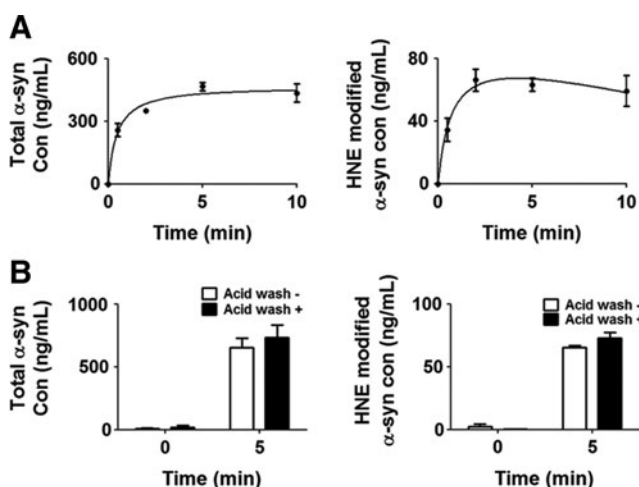 A
Total α-syn
Con (ng/mL)
600
300
0
0
5
10
Time (min)
HNE modified
α-syn con (ng/mL)
80
60
40
20
0
0
5
10
Time (min)
B
Total α-syn
Con (ng/mL)
1000
500
0
Acid wash -
Acid wash +
0
5
Time (min)
HNE modified
α-syn con (ng/mL)
100
50
0
Acid wash -
Acid wash +
0
5
Time (min)